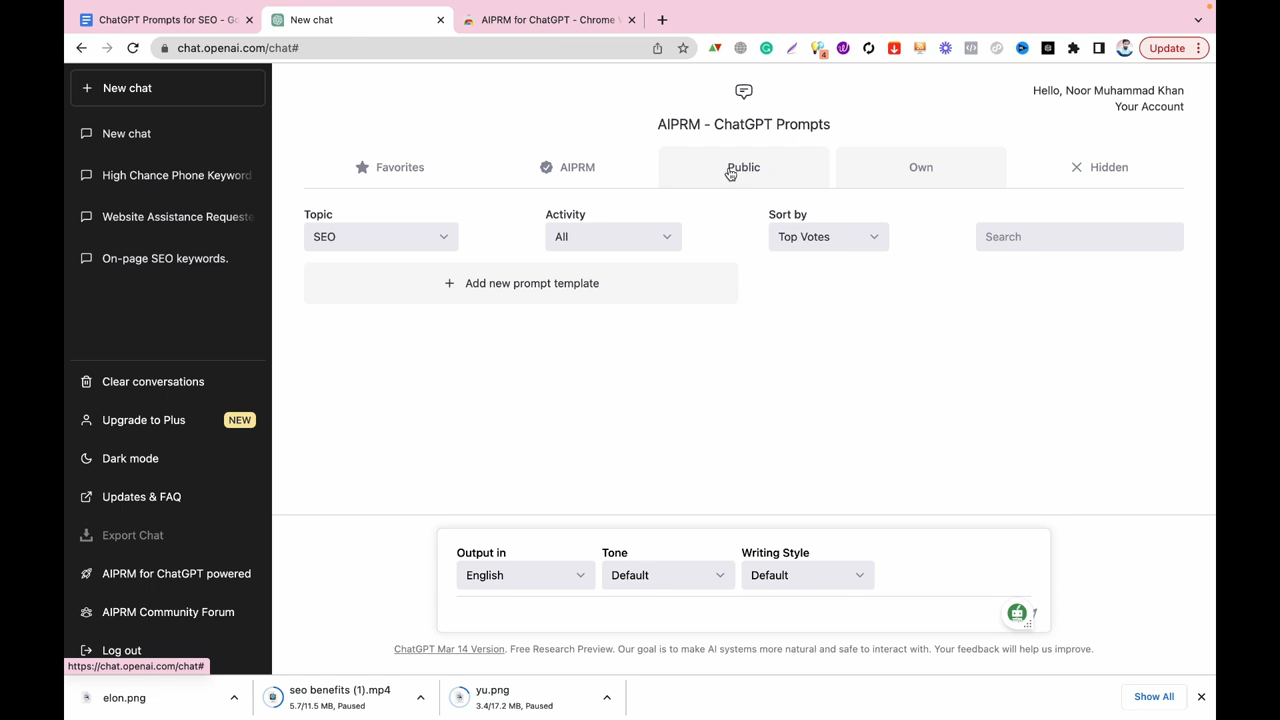 ChatGPT Prompts for SEO - Go
New chat
AIPRM for ChatGPT - Chrome
chat.openai.com/chat#
4
Update
New chat
New chat
High Chance Phone Keyword
Website Assistance Requeste
On-page SEO keywords.
Clear conversations
Upgrade to Plus
NEW
Dark mode
Updates & FAQ
Export Chat
AIPRM for ChatGPT powered
AIPRM Community Forum
Log out
https://chat.openai.com/chat#
Hello, Noor Muhammad Khan
Your Account
AIPRM - ChatGPT Prompts
Favorites
AIPRM
Public
Own
Hidden
Topic
Activity
Sort by
SEO
All
Top Votes
Search
Add new prompt template
Output in
Tone
Writing Style
English
Default
Default
ChatGPT Mar 14 Version. Free Research Preview. Our goal is to make AI systems more natural and safe to interact with. Your feedback will help us improve.
elon.png
seo benefits (1).mp4
5.7/11.5 MB, Paused
yu.png
3.4/17.2 MB, Paused
Show All